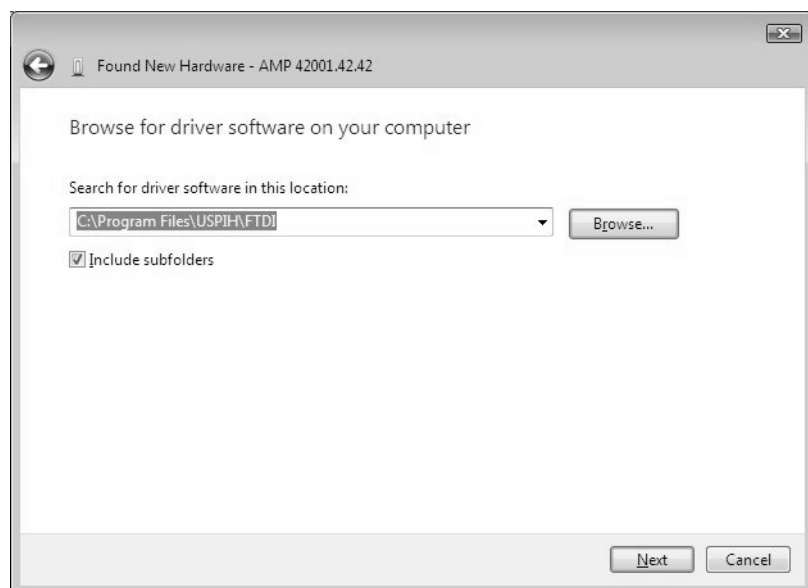 Found New Hardware - AMP 42001.42.42
Browse for driver software on your computer
Search for driver software in this location:
C:\Program Files\USPIH\FTDI
Browse...
Include subfolders
Next Cancel